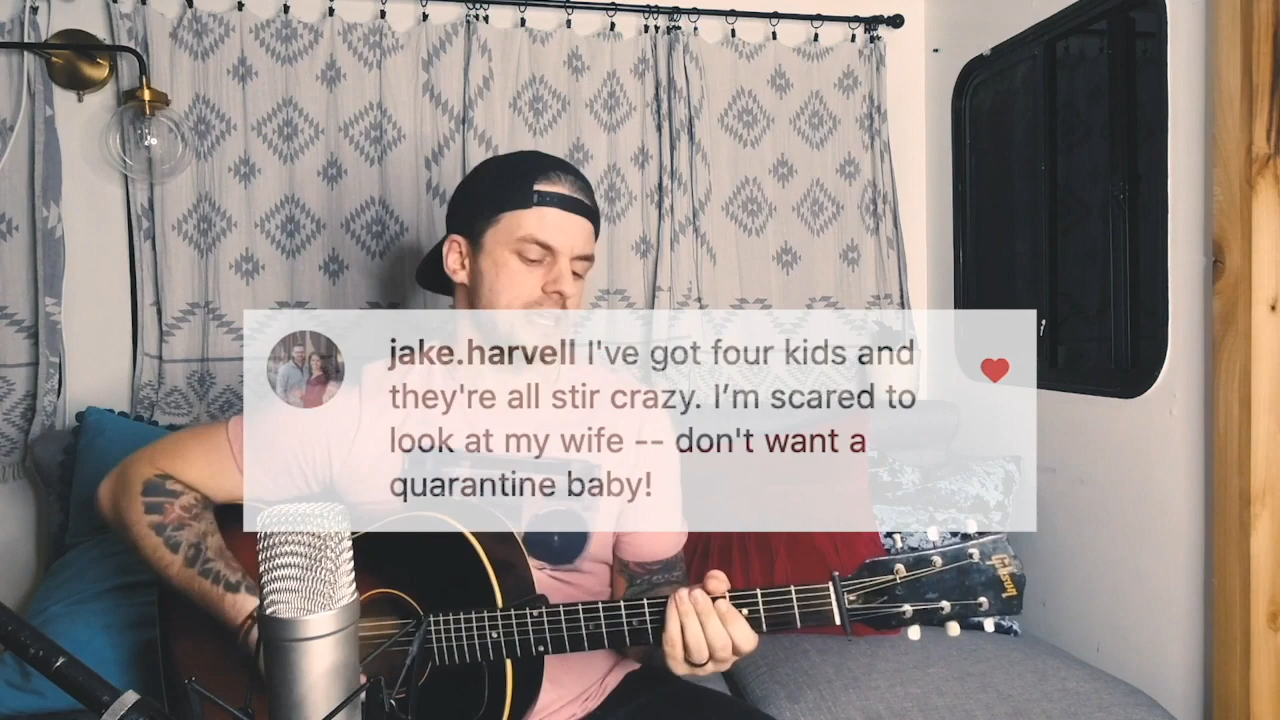 jake.harvell I've got four kids and
they're all stir crazy. I'm scared to
look at my wife -- don't want a
quarantine baby!
Gibson